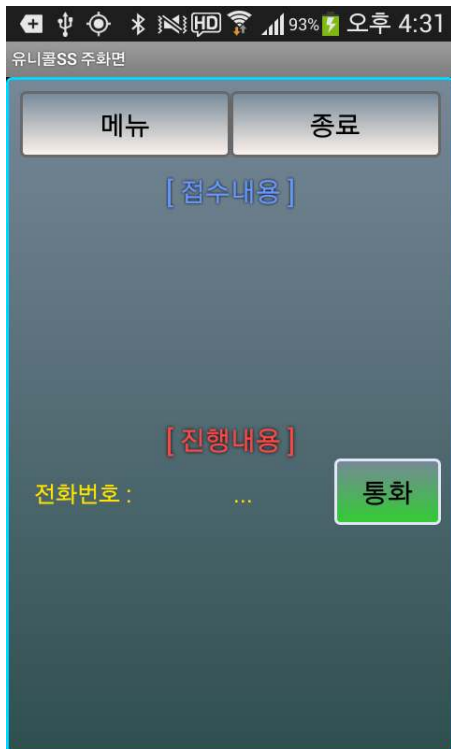 HD 93% 오후 4:31
유니콜SS 주화면
메뉴 종료
[ 접수내용 ]
[ 진행내용 ]
전화번호 : ... 통화